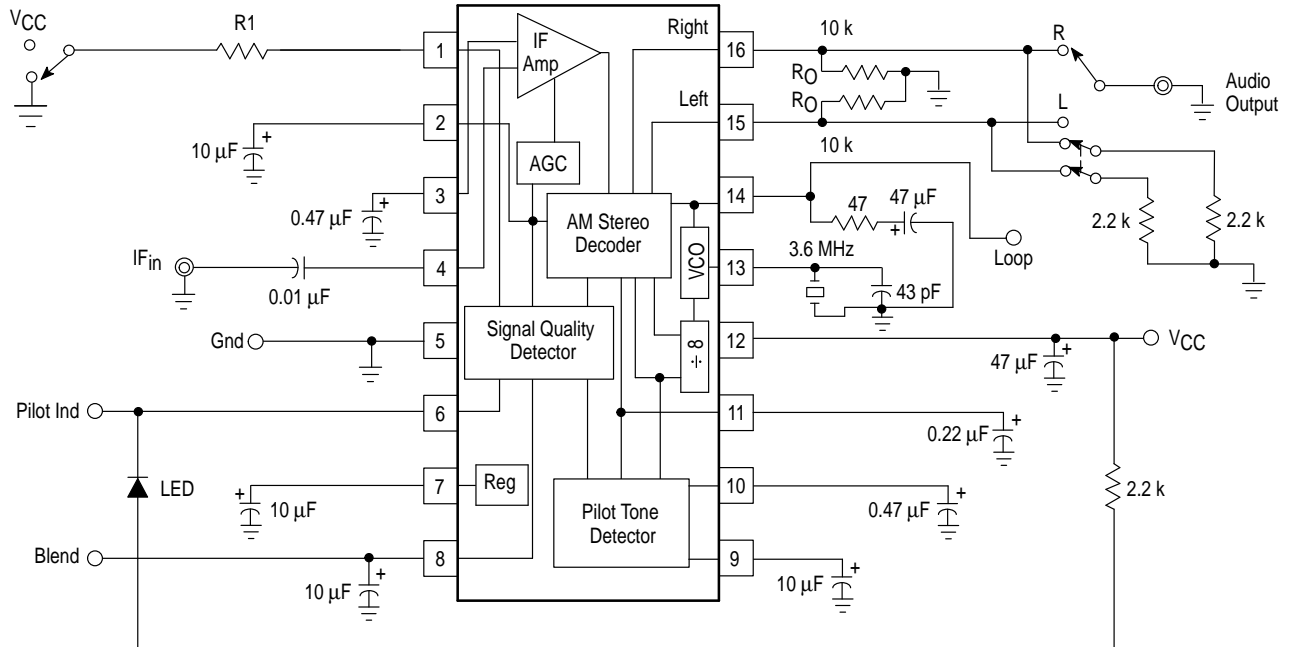 VCC
R1
1
IF
Amp
Right
16
10 k
R
RO
RO
Audio
Output
2
10 µF
+
AGC
Left
15
10 k
L
3
0.47 µF
+
AM Stereo
Decoder
14
47
47 µF
+
Loop
2.2 k
2.2 k
IFin
0.01 µF
4
VCO
13
3.6 MHz
43 pF
Gnd
5
Signal Quality
Detector
÷ 8
12
47 µF
+
VCC
Pilot Ind
6
11
0.22 µF
+
LED
+
10 µF
7
Reg
Pilot Tone
Detector
10
0.47 µF
+
2.2 k
Blend
10 µF
+
8
9
10 µF
+